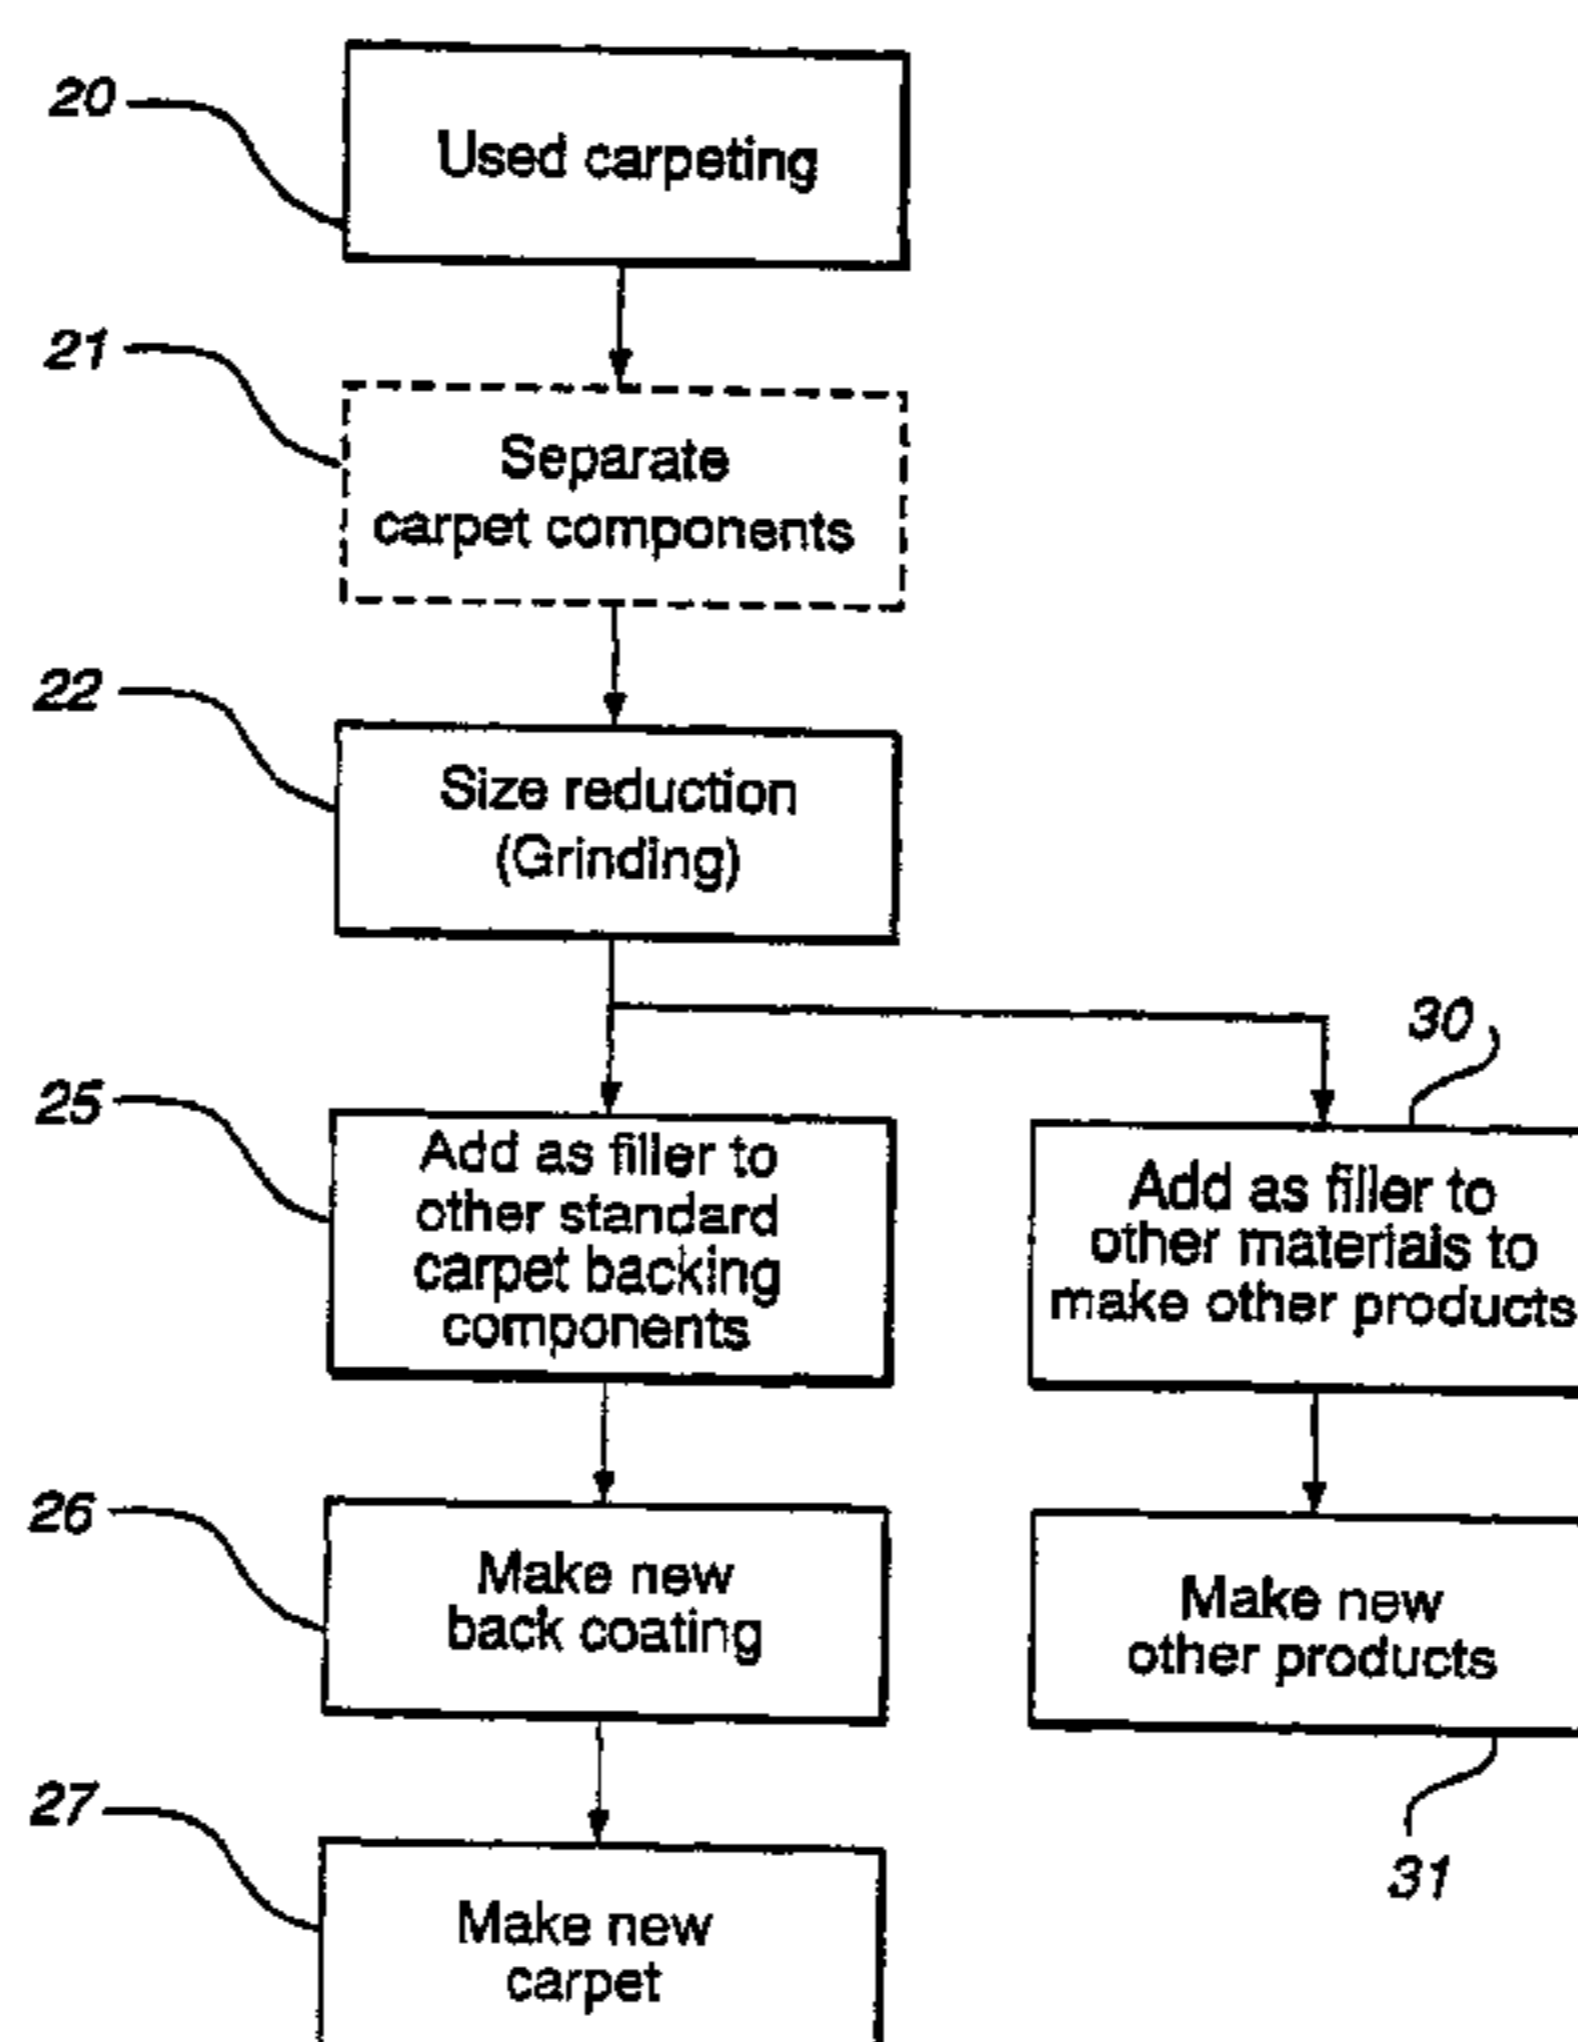 20
Used carpeting
21
Separate
carpet components
22
Size reduction
(Grinding)
25
Add as filler to
other standard
carpet backing
components
30
Add as filler to
other materials to
make other products
26
Make new
back coating
Make new
other products
31
27
Make new
carpet